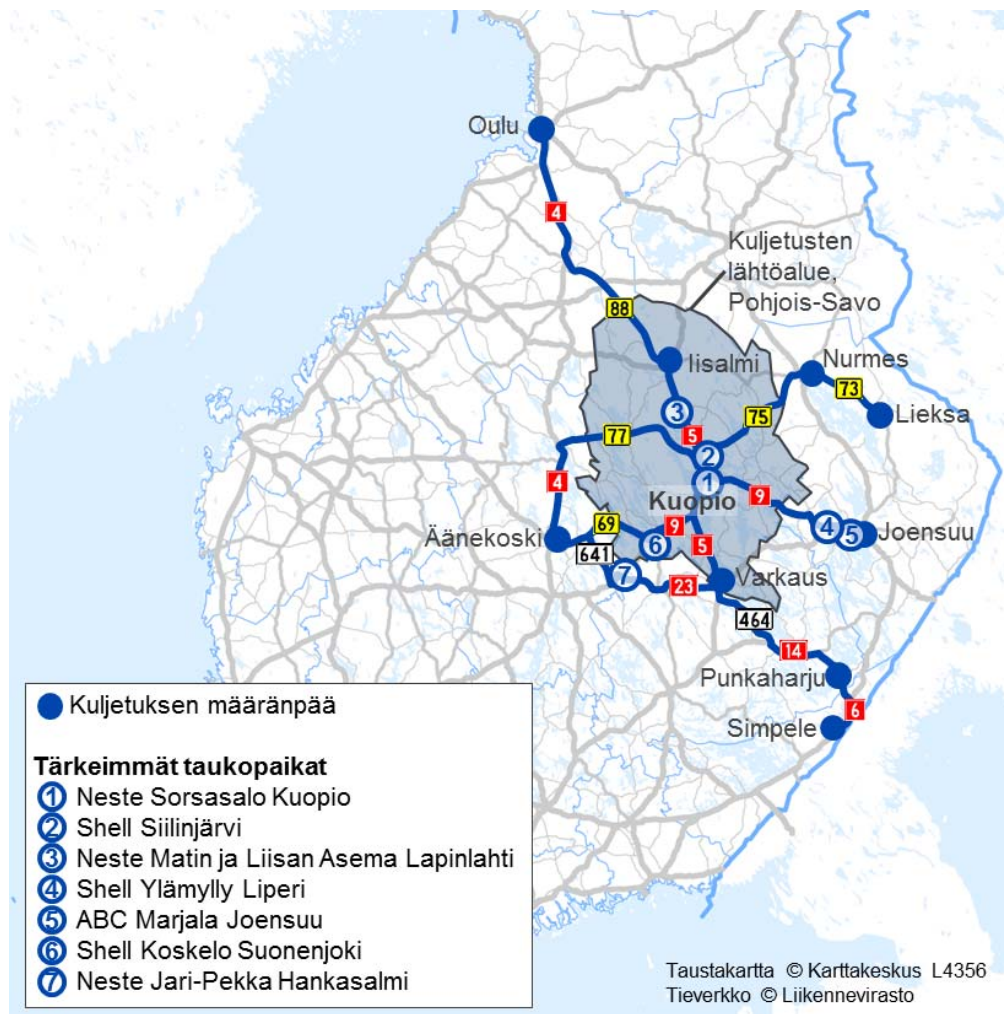 Oulu
4
Kuljetusten
lähtöalue,
Pohjois-Savo
88
Iisalmi
Nurmes
73
Lieksa
3
5
75
77
2
1
Kuopio
9
4
69
9
4
5
Joensuu
Äänekoski
641
6
5
7
23
Varkaus
464
14
Punkaharju
6
Simpele
Kuljetuksen määränpää
Tärkeimmät taukopaikat
1 Neste Sorsasalo Kuopio
2 Shell Siilinjärvi
3 Neste Matin ja Liisan Asema Lapinlahti
4 Shell Ylämylly Liperi
5 ABC Marjala Joensuu
6 Shell Koskelo Suonenjoki
7 Neste Jari-Pekka Hankasalmi
Taustakartta © Karttakeskus L4356
Tieverkko © Liikennevirasto